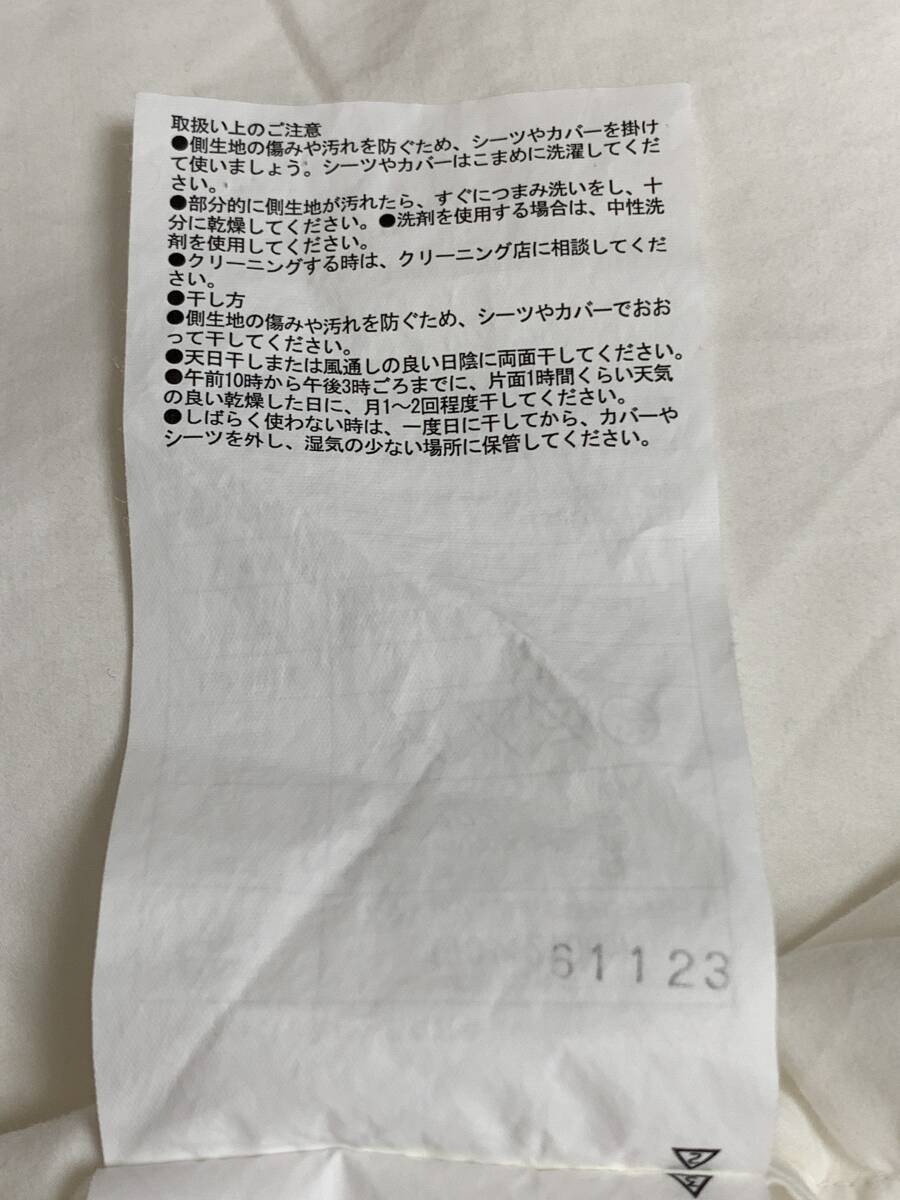 取扱い上のご注意
●側生地の傷みや汚れを防ぐため、シーツやカバーを掛け
て使いましょう。シーツやカバーはこまめに洗濯してくだ
さい。
●部分的に側生地が汚れたら、すぐにつまみ洗いをし、十
分に乾燥してください。●洗剤を使用する場合は、中性洗
剤を使用してください。
●クリーニングする時は、クリーニング店に相談してくだ
さい。
●干し方
●側生地の傷みや汚れを防ぐため、シーツやカバーでおお
って干してください。
●天日干しまたは風通しの良い日陰に両面干してください。
●午前10時から午後3時ごろまでに、片面1時間くらい天気
の良い乾燥した日に、月1～2回程度干してください。
●しばらく使わない時は、一度日に干してから、カバーや
シーツを外し、湿気の少ない場所に保管してください。
61123